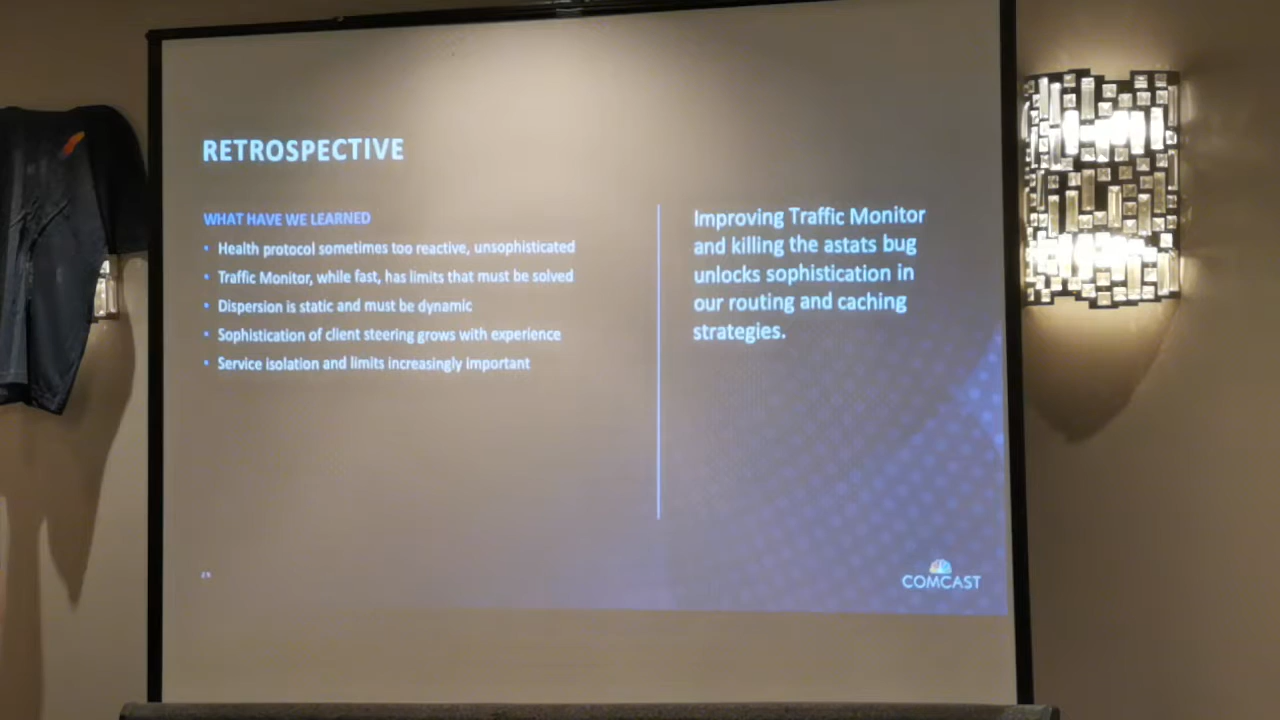 RETROSPECTIVE
WHAT HAVE WE LEARNED
• Health protocol sometimes too reactive, unsophisticated
• Traffic Monitor, while fast, has limits that must be solved
• Dispersion is static and must be dynamic
• Sophistication of client steering grows with experience
• Service isolation and limits increasingly important
Improving Traffic Monitor
and killing the astats bug
unlocks sophistication in
our routing and caching
strategies.
COMCAST